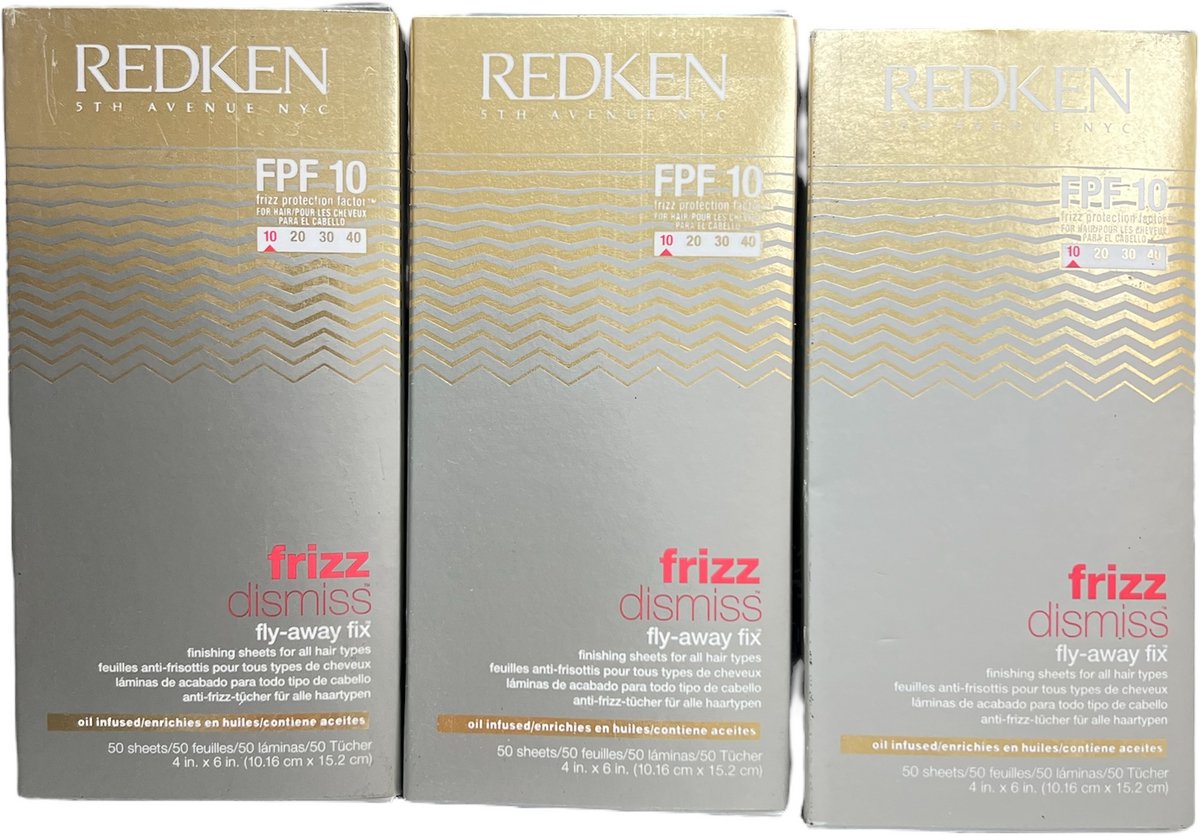 REDKEN
5TH AVENUE NYC
FPF 10
frizz protection factor™
FOR HAIR/POUR LES CHEVEUX
PARA EL CABELLO
10 20 30 40
frizz
dismiss™
fly-away fix™
finishing sheets for all hair types
feuilles anti-frisottis pour tous types de cheveux
láminas de acabado para todo tipo de cabello
anti-frizz-tücher für alle haartypen
oil infused/enrichies en huiles/contiene aceites
50 sheets/50 feuilles/50 láminas/50 Tücher
4 in. x 6 in. (10.16 cm x 15.2 cm)
REDKEN
5TH AVENUE NYC
FPF 10
frizz protection factor
FOR HAIR/POUR LES CHEVEUX
PARA EL CABELLO
10 20 30 40
frizz
dismiss™
fly-away fix™
finishing sheets for all hair types
feuilles anti-frisottis pour tous types de cheveux
láminas de acabado para todo tipo de cabello
anti-frizz-tücher für alle haartypen
oil infused/enrichies en huiles/contiene aceites
50 sheets/50 feuilles/50 láminas/50 Tücher
4 in. x 6 in. (10.16 cm x 15.2 cm)
REDKEN
AVENUE NYC
FPF 10
frizz protection factor
FOR HAIR/POUR LES CHEVEUX
PARA EL CABELLO
10 20 30 40
frizz
dismiss™
fly-away fix™
finishing sheets for all hair types
feuilles anti-frisottis pour tous types de cheveux
láminas de acabado para todo tipo de cabello
anti-frizz-tücher für alle haartypen
oil infused/enrichies en huiles/contiene aceites
50 sheets/50 feuilles/50 láminas/50 Tücher
4 in. x 6 in. (10.16 cm x 15.2 cm)